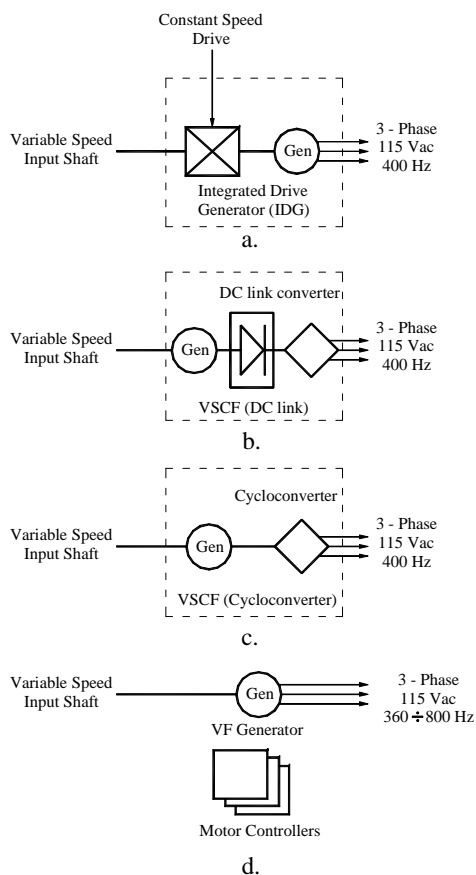 Constant Speed
Drive
Variable Speed
Input Shaft
Gen
3 - Phase
115 Vac
400 Hz
Integrated Drive
Generator (IDG)
a.
DC link converter
Variable Speed
Input Shaft
Gen
3 - Phase
115 Vac
400 Hz
VSCF (DC link)
b.
Cycloconverter
Variable Speed
Input Shaft
Gen
3 - Phase
115 Vac
400 Hz
VSCF (Cycloconverter)
c.
Variable Speed
Input Shaft
Gen
3 - Phase
115 Vac
360÷800 Hz
VF Generator
Motor Controllers
d.